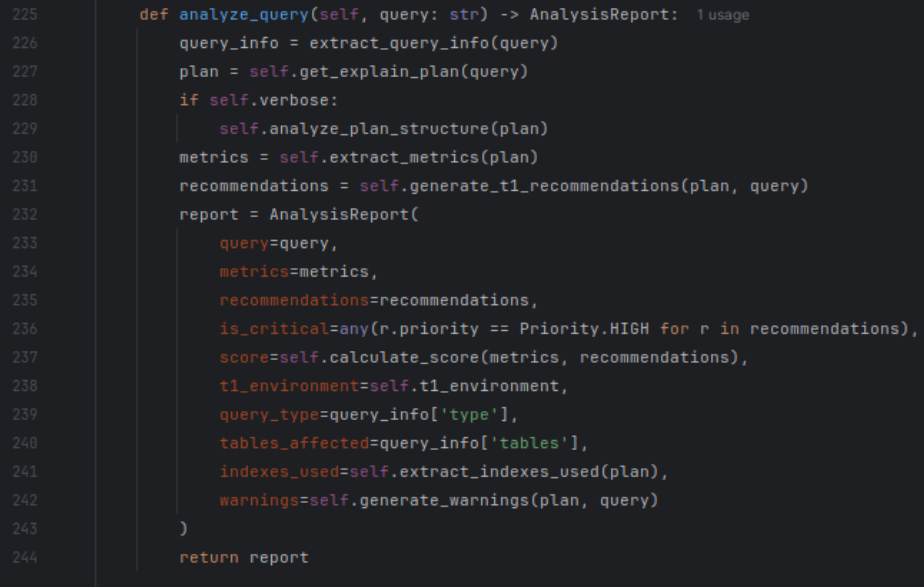 225 def analyze_query(self, query: str) -> AnalysisReport: 1 usage
226 query_info = extract_query_info(query)
227 plan = self.get_explain_plan(query)
228 if self.verbose:
229 self.analyze_plan_structure(plan)
230 metrics = self.extract_metrics(plan)
231 recommendations = self.generate_t1_recommendations(plan, query)
232 report = AnalysisReport(
233 query=query,
234 metrics=metrics,
235 recommendations=recommendations,
236 is_critical=any(r.priority == Priority.HIGH for r in recommendations),
237 score=self.calculate_score(metrics, recommendations),
238 t1_environment=self.t1_environment,
239 query_type=query_info['type'],
240 tables_affected=query_info['tables'],
241 indexes_used=self.extract_indexes_used(plan),
242 warnings=self.generate_warnings(plan, query)
243 )
244 return report